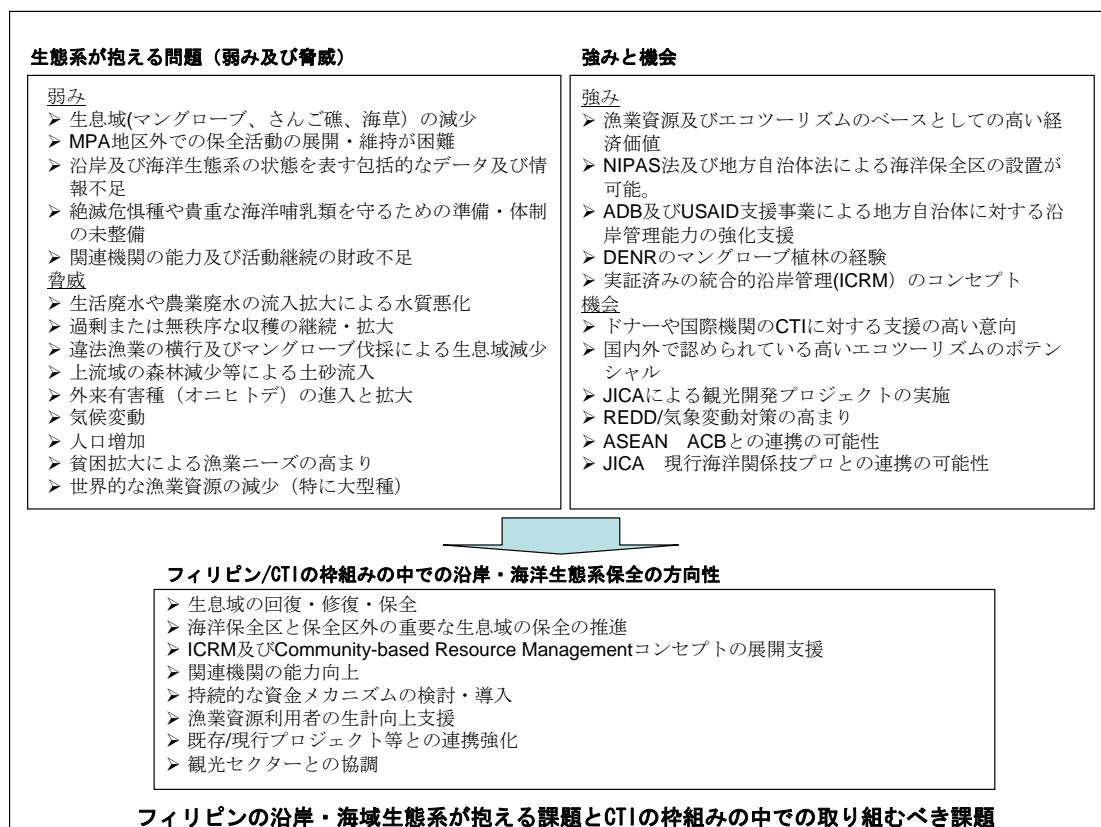 生態系が抱える問題（弱み及び脅威）
弱み
➢ 生息域(マングローブ、さんご礁、海草）の減少
➢ MPA地区外での保全活動の展開・維持が困難
➢ 沿岸及び海洋生態系の状態を表す包括的なデータ及び情
報不足
➢ 絶滅危惧種や貴重な海洋哺乳類を守るための準備・体制
の未整備
➢ 関連機関の能力及び活動継続の財政不足
脅威
➢ 生活廃水や農業廃水の流入拡大による水質悪化
➢ 過剰または無秩序な収穫の継続・拡大
➢ 違法漁業の横行及びマングローブ伐採による生息域減少
➢ 上流域の森林減少等による土砂流入
➢ 外来有害種（オニヒトデ）の進入と拡大
➢ 気候変動
➢ 人口増加
➢ 貧困拡大による漁業ニーズの高まり
➢ 世界的な漁業資源の減少（特に大型種）
強みと機会
強み
➢ 漁業資源及びエコツーリズムのベースとしての高い経
済価値
➢ NIPAS法及び地方自治体法による海洋保全区の設置が
可能。
➢ ADB及びUSAID支援事業による地方自治体に対する沿
岸管理能力の強化支援
➢ DENRのマングローブ植林の経験
➢ 実証済みの統合的沿岸管理(ICRM）のコンセプト
機会
➢ ドナーや国際機関のCTIに対する支援の高い意向
➢ 国内外で認められている高いエコツーリズムのポテン
シャル
➢ JICAによる観光開発プロジェクトの実施
➢ REDD/気象変動対策の高まり
➢ ASEAN　ACBとの連携の可能性
➢ JICA　現行海洋関係技プロとの連携の可能性
フィリピン/CTIの枠組みの中での沿岸・海洋生態系保全の方向性
➢ 生息域の回復・修復・保全
➢ 海洋保全区と保全区外の重要な生息域の保全の推進
➢ ICRM及びCommunity-based Resource Managementコンセプトの展開支援
➢ 関連機関の能力向上
➢ 持続的な資金メカニズムの検討・導入
➢ 漁業資源利用者の生計向上支援
➢ 既存/現行プロジェクト等との連携強化
➢ 観光セクターとの協調
フィリピンの沿岸・海域生態系が抱える課題とCTIの枠組みの中での取り組むべき課題